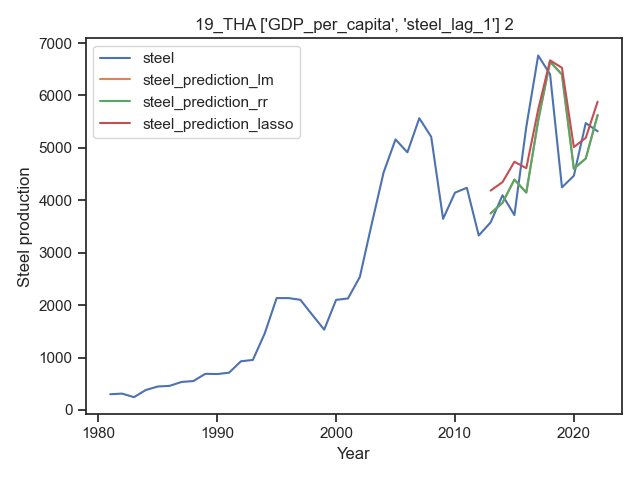 19_THA ['GDP_per_capita', 'steel_lag_1'] 2
steel
steel_prediction_lm
steel_prediction_rr
steel_prediction_lasso
Steel production
7000
6000
5000
4000
3000
2000
1000
0
1980
1990
2000
2010
2020
Year